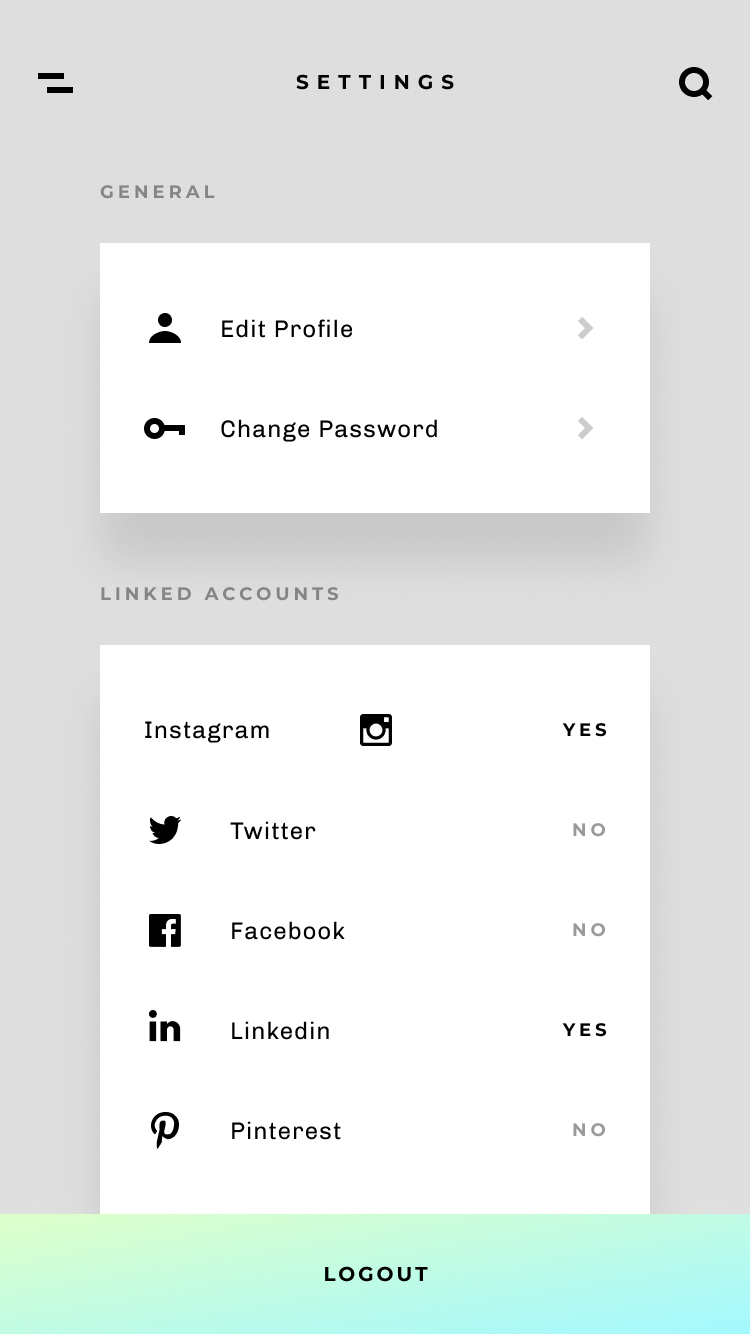 SETTINGS
GENERAL
Edit Profile
Change Password
LINKED ACCOUNTS
Instagram YES
Twitter NO
Facebook NO
Linkedin YES
Pinterest NO
LOGOUT